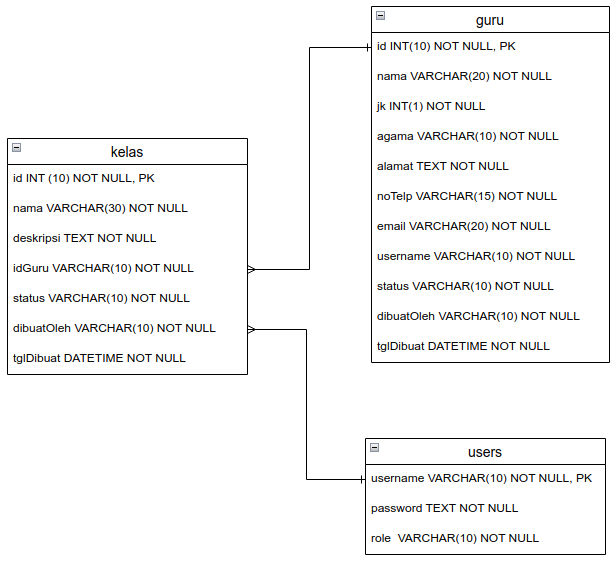 guru
id INT(10) NOT NULL, PK
nama VARCHAR(20) NOT NULL
jk INT(1) NOT NULL
agama VARCHAR(10) NOT NULL
alamat TEXT NOT NULL
noTelp VARCHAR(15) NOT NULL
email VARCHAR(20) NOT NULL
username VARCHAR(10) NOT NULL
status VARCHAR(10) NOT NULL
dibuatOleh VARCHAR(10) NOT NULL
tglDibuat DATETIME NOT NULL
kelas
id INT (10) NOT NULL, PK
nama VARCHAR(30) NOT NULL
deskripsi TEXT NOT NULL
idGuru VARCHAR(10) NOT NULL
status VARCHAR(10) NOT NULL
dibuatOleh VARCHAR(10) NOT NULL
tglDibuat DATETIME NOT NULL
users
username VARCHAR(10) NOT NULL, PK
password TEXT NOT NULL
role  VARCHAR(10) NOT NULL